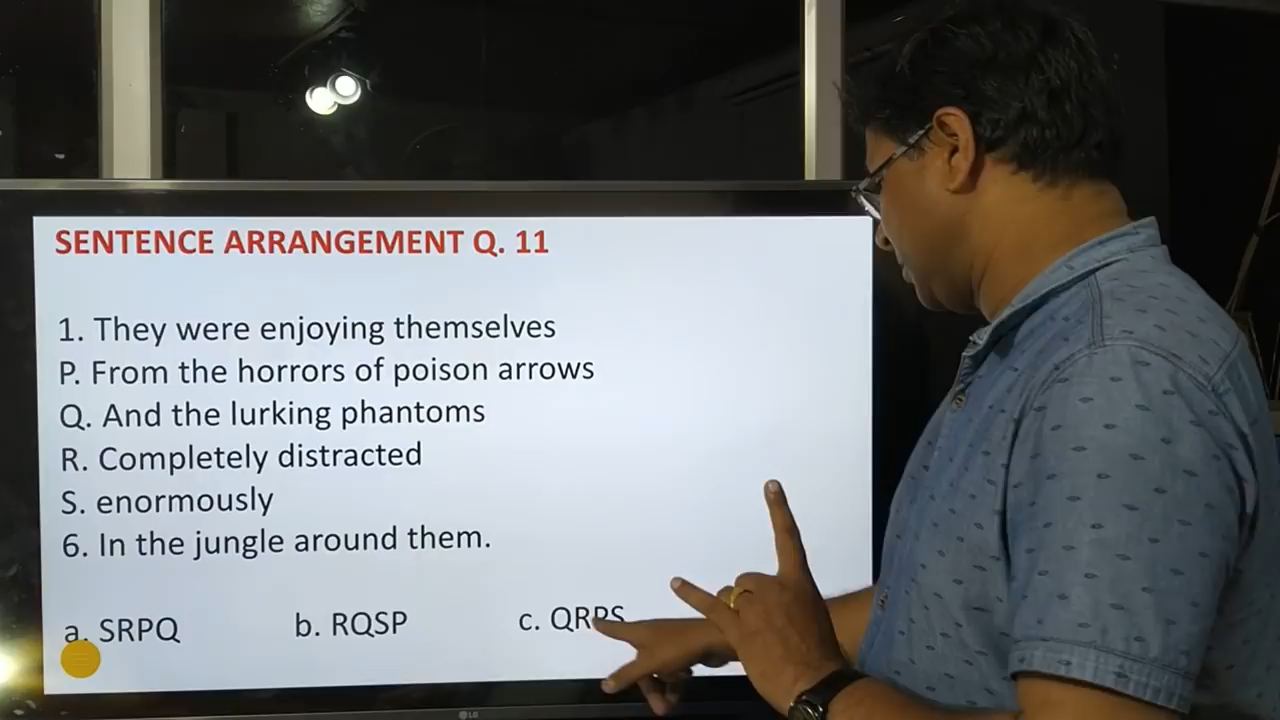 SENTENCE ARRANGEMENT Q. 11
1. They were enjoying themselves
P. From the horrors of poison arrows
Q. And the lurking phantoms
R. Completely distracted
S. enormously
6. In the jungle around them.
a. SRPQ b. RQSP c. QRPS
LG